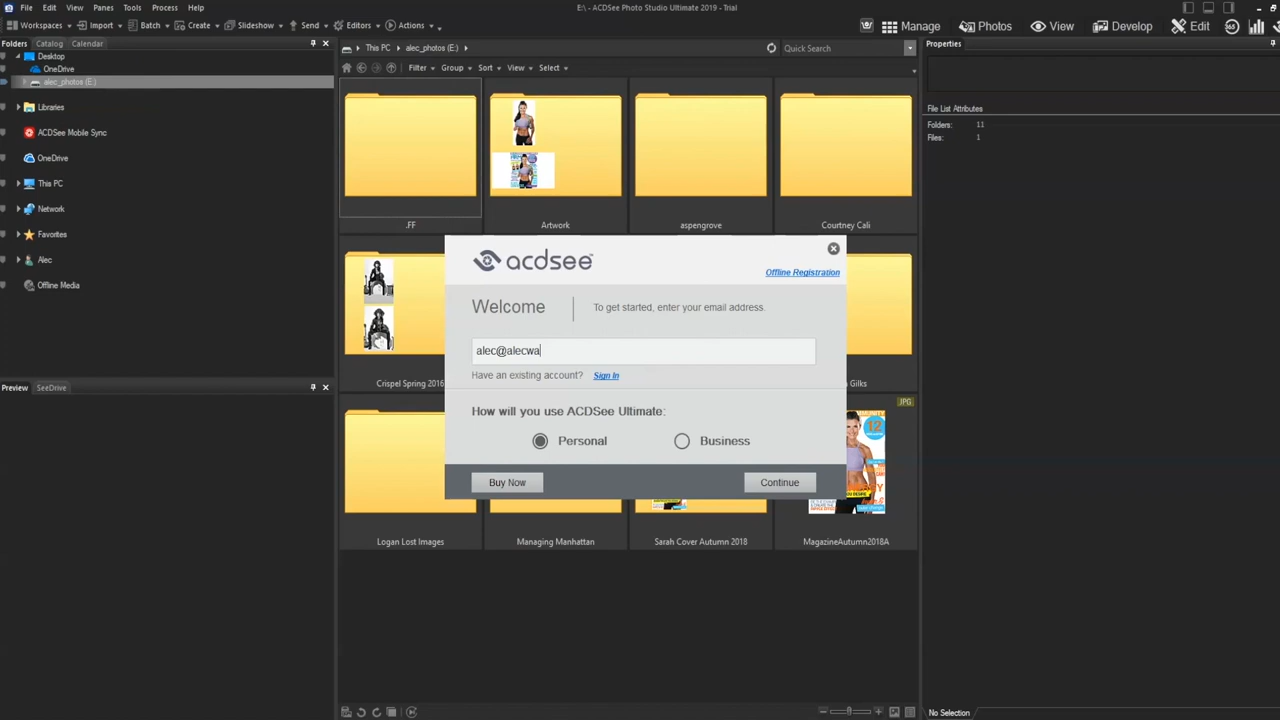 File Edit View Panes Tools Process Help
E:\ - ACDSee Photo Studio Ultimate 2019 - Trial
Workspaces Import Batch Create Slideshow Send Editors Actions
Manage Photos View Develop Edit 365
Folders Catalog Calendar
Desktop
OneDrive
alec_photos (E:)
Libraries
ACDSee Mobile Sync
OneDrive
This PC
Network
Favorites
Alec
Offline Media
Preview SeeDrive
This PC alec_photos (E:)
Quick Search
Filter Group Sort View Select
.FF Artwork aspengrove Courtney Cali
Crispel Spring 2016 Gilks
JPG
12
Logan Lost Images Managing Manhattan Sarah Cover Autumn 2018 MagazineAutumn2018A
acdsee
Offline Registration
Welcome To get started, enter your email address.
alec@alecwa
Have an existing account? Sign In
How will you use ACDSee Ultimate:
Personal Business
Buy Now Continue
Properties
File List Attributes
Folders: 11
Files: 1
No Selection